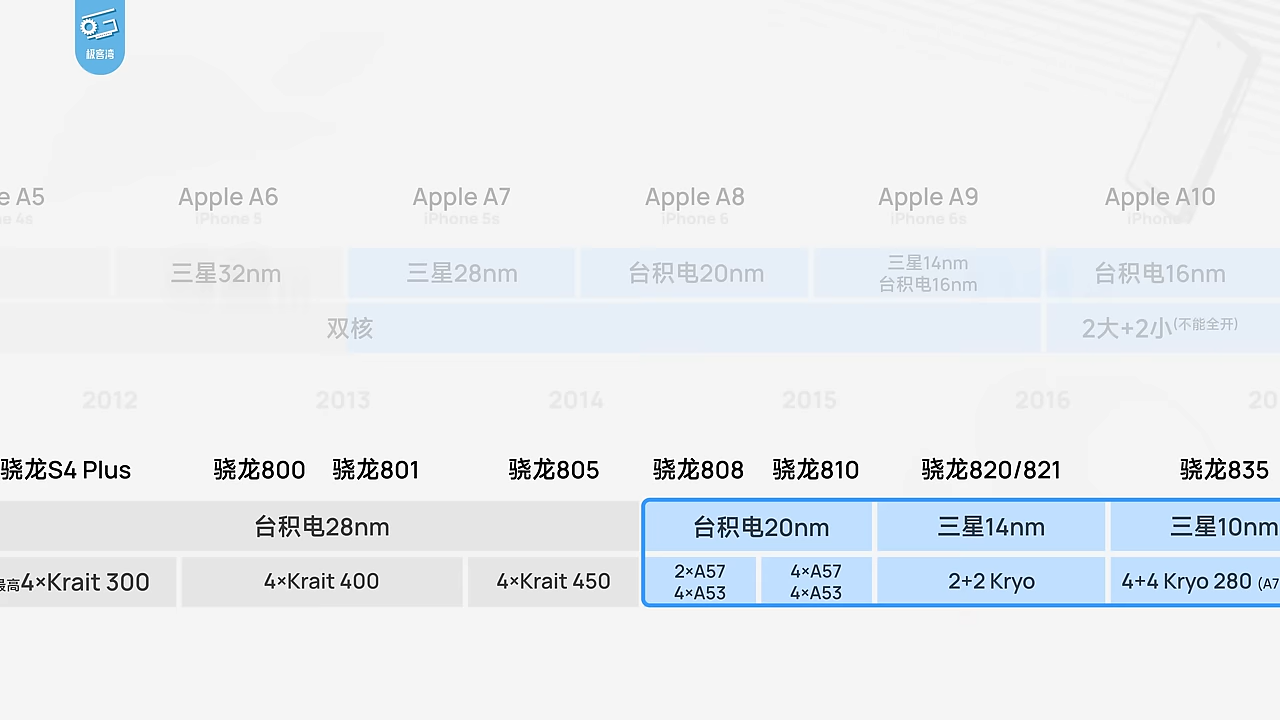 极客湾
e A5
Apple A6
Apple A7
Apple A8
Apple A9
Apple A10
ne 4s
iPhone 5
iPhone 5s
iPhone 6
iPhone 6s
iPhone
三星32nm
三星28nm
台积电20nm
三星14nm
台积电16nm
台积电16nm
双核
2大+2小(不能全开)
2012
2013
2014
2015
2016
20
骁龙S4 Plus
骁龙800
骁龙801
骁龙805
骁龙808
骁龙810
骁龙820/821
骁龙835
台积电28nm
台积电20nm
三星14nm
三星10nm
最高4×Krait 300
4×Krait 400
4×Krait 450
2×A57
4×A53
4×A57
4×A53
2+2 Kryo
4+4 Kryo 280 (A7